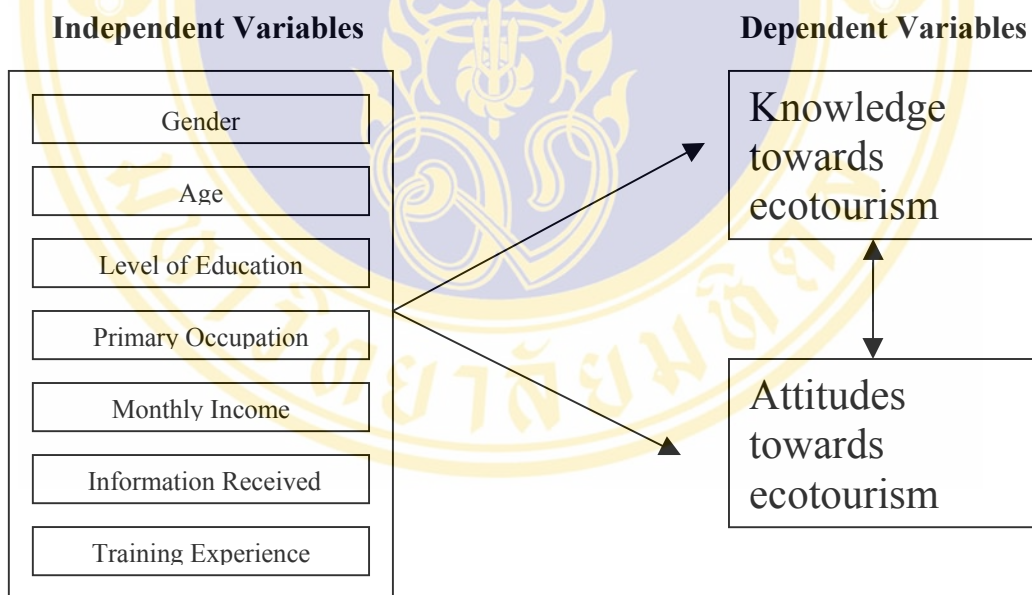 Independent Variables
Gender
Age
Level of Education
Primary Occupation
Monthly Income
Information Received
Training Experience
Dependent Variables
Knowledge
towards
ecotourism
Attitudes
towards
ecotourism